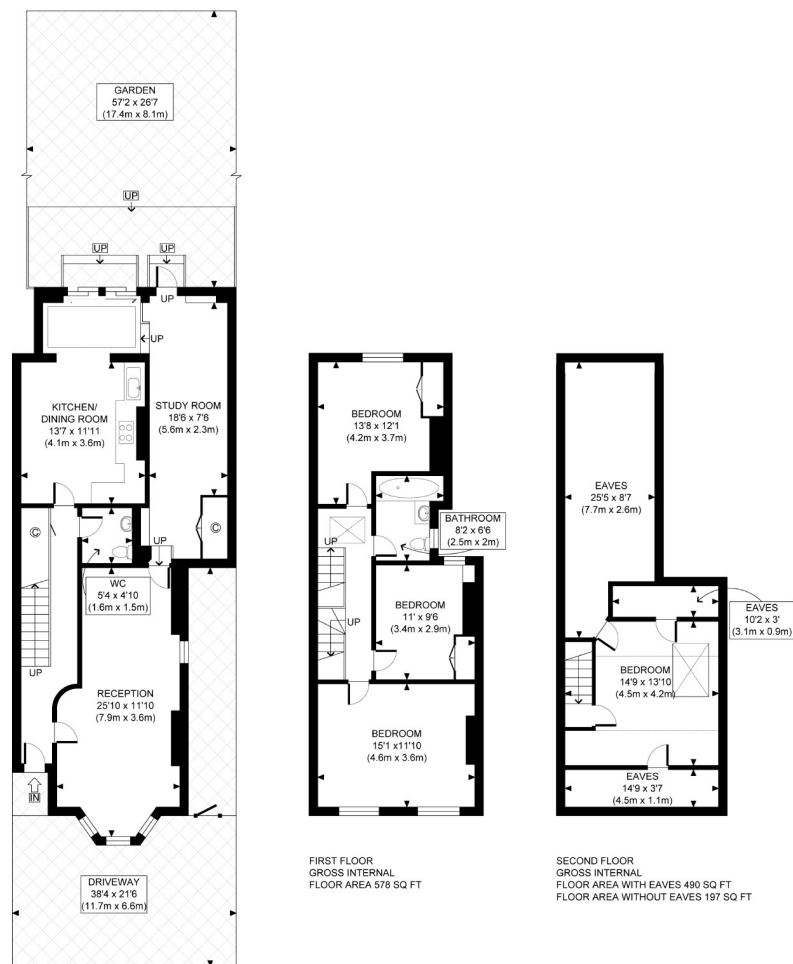 GARDEN
57'2 x 26'7
(17.4m x 8.1m)
UP
UP
UP
UP
UP
KITCHEN/
DINING ROOM
13'7 x 11'11
(4.1m x 3.6m)
STUDY ROOM
18'6 x 7'6
(5.6m x 2.3m)
C
C
WC
5'4 x 4'10
(1.6m x 1.5m)
UP
RECEPTION
25'10 x 11'10
(7.9m x 3.6m)
IN
DRIVEWAY
38'4 x 21'6
(11.7m x 6.6m)
BEDROOM
13'8 x 12'1
(4.2m x 3.7m)
BATHROOM
8'2 x 6'6
(2.5m x 2m)
UP
UP
BEDROOM
11' x 9'6
(3.4m x 2.9m)
BEDROOM
15'1 x11'10
(4.6m x 3.6m)
FIRST FLOOR
GROSS INTERNAL
FLOOR AREA 578 SQ FT
EAVES
25'5 x 8'7
(7.7m x 2.6m)
EAVES
10'2 x 3'
(3.1m x 0.9m)
BEDROOM
14'9 x 13'10
(4.5m x 4.2m)
EAVES
14'9 x 3'7
(4.5m x 1.1m)
SECOND FLOOR
GROSS INTERNAL
FLOOR AREA WITH EAVES 490 SQ FT
FLOOR AREA WITHOUT EAVES 197 SQ FT